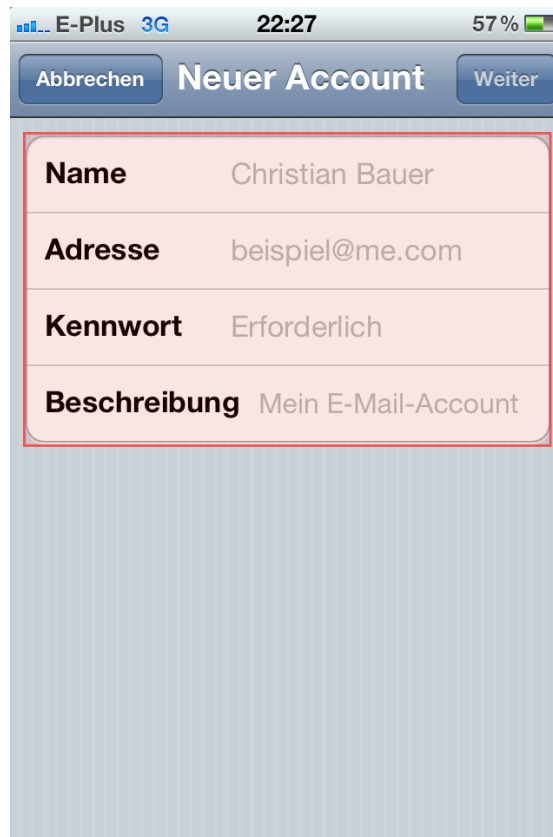 E-Plus 3G 22:27 57%
Abbrechen Neuer Account Weiter
Name Christian Bauer
Adresse beispiel@me.com
Kennwort Erforderlich
Beschreibung Mein E-Mail-Account